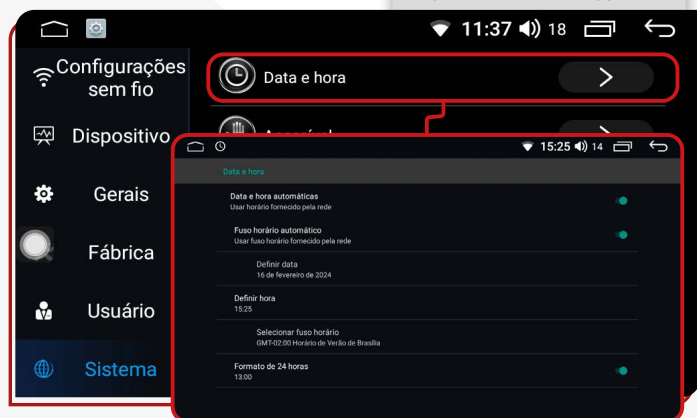 11:37 18
Configurações
sem fio
Data e hora
Dispositivo
15:25 14
Data e hora
Data e hora automáticas
Usar horário fornecido pela rede
Gerais
Fuso horário automático
Usar fuso horário fornecido pela rede
Fábrica
Definir data
16 de fevereiro de 2024
Definir hora
15:25
Usuário
Selecionar fuso horário
GMT-02:00 Horário de Verão de Brasília
Sistema
Formato de 24 horas
13:00